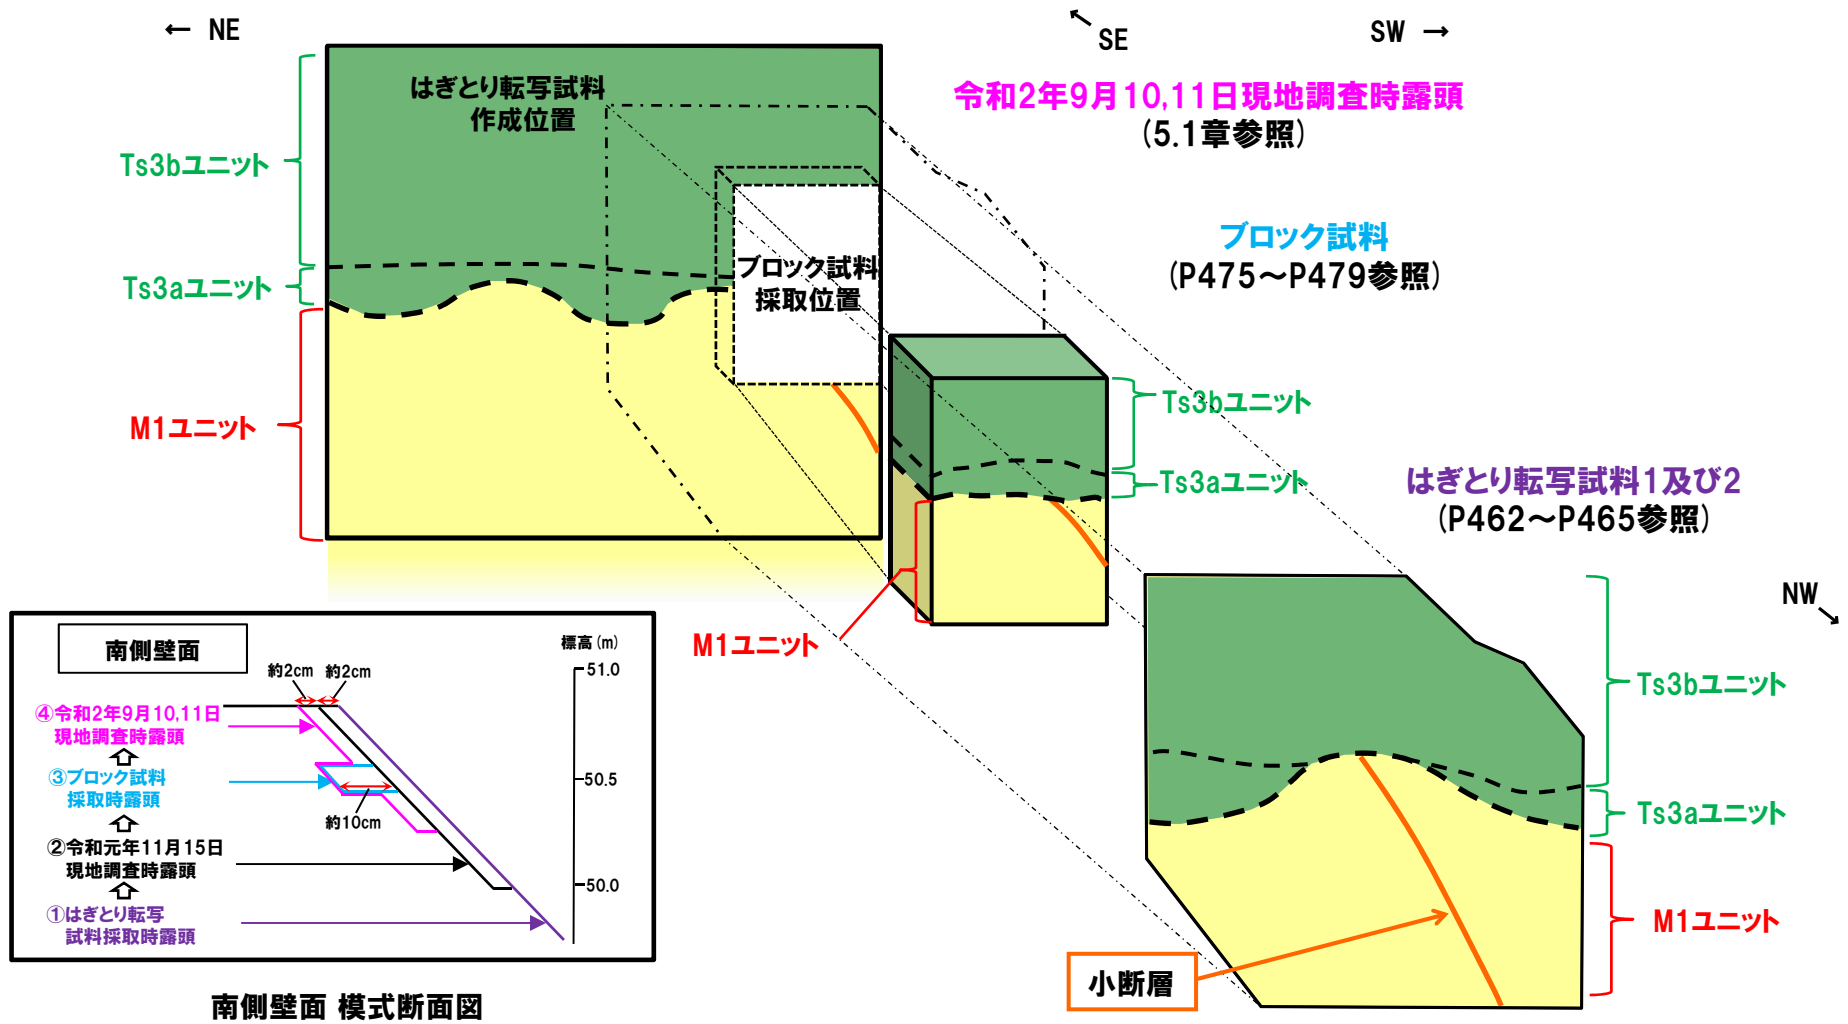 ← NE
SE
SW →
令和2年9月10,11日現地調査時露頭
(5.1章参照)
はぎとり転写試料
作成位置
Ts3bユニット
Ts3aユニット
M1ユニット
ブロック試料
採取位置
ブロック試料
(P475～P479参照)
Ts3bユニット
Ts3aユニット
M1ユニット
はぎとり転写試料1及び2
(P462～P465参照)
NW
Ts3bユニット
Ts3aユニット
M1ユニット
小断層
南側壁面
標高(m)
51.0
50.5
50.0
約2cm
約2cm
約10cm
④令和2年9月10,11日
現地調査時露頭
③ブロック試料
採取時露頭
②令和元年11月15日
現地調査時露頭
①はぎとり転写
試料採取時露頭
南側壁面 模式断面図